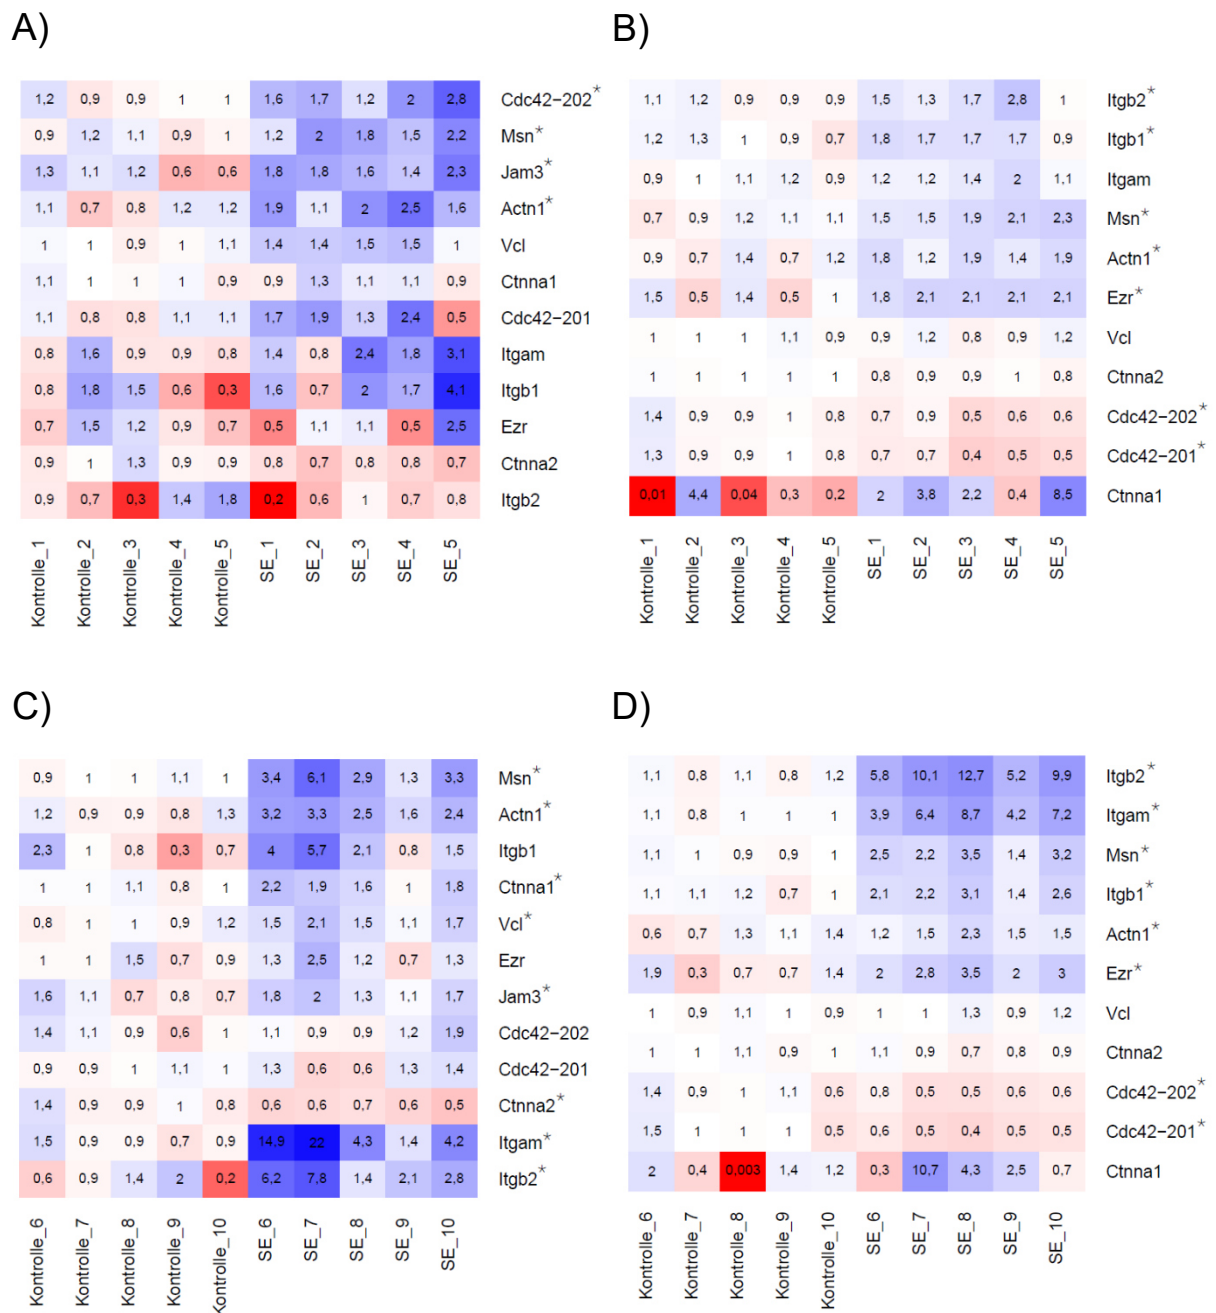 A)
1,2 0,9 0,9 1 1 1,6 1,7 1,2 2 2,8 Cdc42−202*
0,9 1,2 1,1 0,9 1 1,2 2 1,8 1,5 2,2 Msn*
1,3 1,1 1,2 0,6 0,6 1,8 1,8 1,6 1,4 2,3 Jam3*
1,1 0,7 0,8 1,2 1,2 1,9 1,1 2 2,5 1,6 Actn1*
1 1 0,9 1 1,1 1,4 1,4 1,5 1,5 1 Vcl
1,1 1 1 1 0,9 0,9 1,3 1,1 1,1 0,9 Ctnna1
1,1 0,8 0,8 1,1 1,1 1,7 1,9 1,3 2,4 0,5 Cdc42−201
0,8 1,6 0,9 0,9 0,8 1,4 0,8 2,4 1,8 3,1 Itgam
0,8 1,8 1,5 0,6 0,3 1,6 0,7 2 1,7 4,1 Itgb1
0,7 1,5 1,2 0,9 0,7 0,5 1,1 1,1 0,5 2,5 Ezr
0,9 1 1,3 0,9 0,9 0,8 0,7 0,8 0,8 0,7 Ctnna2
0,9 0,7 0,3 1,4 1,8 0,2 0,6 1 0,7 0,8 Itgb2
Kontrolle_1 Kontrolle_2 Kontrolle_3 Kontrolle_4 Kontrolle_5 SE_1 SE_2 SE_3 SE_4 SE_5
B)
1,1 1,2 0,9 0,9 0,9 1,5 1,3 1,7 2,8 1 Itgb2*
1,2 1,3 1 0,9 0,7 1,8 1,7 1,7 1,7 0,9 Itgb1*
0,9 1 1,1 1,2 0,9 1,2 1,2 1,4 2 1,1 Itgam
0,7 0,9 1,2 1,1 1,1 1,5 1,5 1,9 2,1 2,3 Msn*
0,9 0,7 1,4 0,7 1,2 1,8 1,2 1,9 1,4 1,9 Actn1*
1,5 0,5 1,4 0,5 1 1,8 2,1 2,1 2,1 2,1 Ezr*
1 1 1 1,1 0,9 0,9 1,2 0,8 0,9 1,2 Vcl
1 1 1 1 1 0,8 0,9 0,9 1 0,8 Ctnna2
1,4 0,9 0,9 1 0,8 0,7 0,9 0,5 0,6 0,6 Cdc42−202*
1,3 0,9 0,9 1 0,8 0,7 0,7 0,4 0,5 0,5 Cdc42−201*
0,01 4,4 0,04 0,3 0,2 2 3,8 2,2 0,4 8,5 Ctnna1
Kontrolle_1 Kontrolle_2 Kontrolle_3 Kontrolle_4 Kontrolle_5 SE_1 SE_2 SE_3 SE_4 SE_5
C)
0,9 1 1 1,1 1 3,4 6,1 2,9 1,3 3,3 Msn*
1,2 0,9 0,9 0,8 1,3 3,2 3,3 2,5 1,6 2,4 Actn1*
2,3 1 0,8 0,3 0,7 4 5,7 2,1 0,8 1,5 Itgb1
1 1 1,1 0,8 1 2,2 1,9 1,6 1 1,8 Ctnna1*
0,8 1 1 0,9 1,2 1,5 2,1 1,5 1,1 1,7 Vcl*
1 1 1,5 0,7 0,9 1,3 2,5 1,2 0,7 1,3 Ezr
1,6 1,1 0,7 0,8 0,7 1,8 2 1,3 1,1 1,7 Jam3*
1,4 1,1 0,9 0,6 1 1,1 0,9 0,9 1,2 1,9 Cdc42−202
0,9 0,9 1 1,1 1 1,3 0,6 0,6 1,3 1,4 Cdc42−201
1,4 0,9 0,9 1 0,8 0,6 0,6 0,7 0,6 0,5 Ctnna2*
1,5 0,9 0,9 0,7 0,9 14,9 22 4,3 1,4 4,2 Itgam*
0,6 0,9 1,4 2 0,2 6,2 7,8 1,4 2,1 2,8 Itgb2*
Kontrolle_6 Kontrolle_7 Kontrolle_8 Kontrolle_9 Kontrolle_10 SE_6 SE_7 SE_8 SE_9 SE_10
D)
1,1 0,8 1,1 0,8 1,2 5,8 10,1 12,7 5,2 9,9 Itgb2*
1,1 0,8 1 1 1 3,9 6,4 8,7 4,2 7,2 Itgam*
1,1 1 0,9 0,9 1 2,5 2,2 3,5 1,4 3,2 Msn*
1,1 1,1 1,2 0,7 1 2,1 2,2 3,1 1,4 2,6 Itgb1*
0,6 0,7 1,3 1,1 1,4 1,2 1,5 2,3 1,5 1,5 Actn1*
1,9 0,3 0,7 0,7 1,4 2 2,8 3,5 2 3 Ezr*
1 0,9 1,1 1 0,9 1 1 1,3 0,9 1,2 Vcl
1 1 1,1 0,9 1 1,1 0,9 0,7 0,8 0,9 Ctnna2
1,4 0,9 1 1,1 0,6 0,8 0,5 0,5 0,6 0,6 Cdc42−202*
1,5 1 1 1 0,5 0,6 0,5 0,4 0,5 0,5 Cdc42−201*
2 0,4 0,003 1,4 1,2 0,3 10,7 4,3 2,5 0,7 Ctnna1
Kontrolle_6 Kontrolle_7 Kontrolle_8 Kontrolle_9 Kontrolle_10 SE_6 SE_7 SE_8 SE_9 SE_10